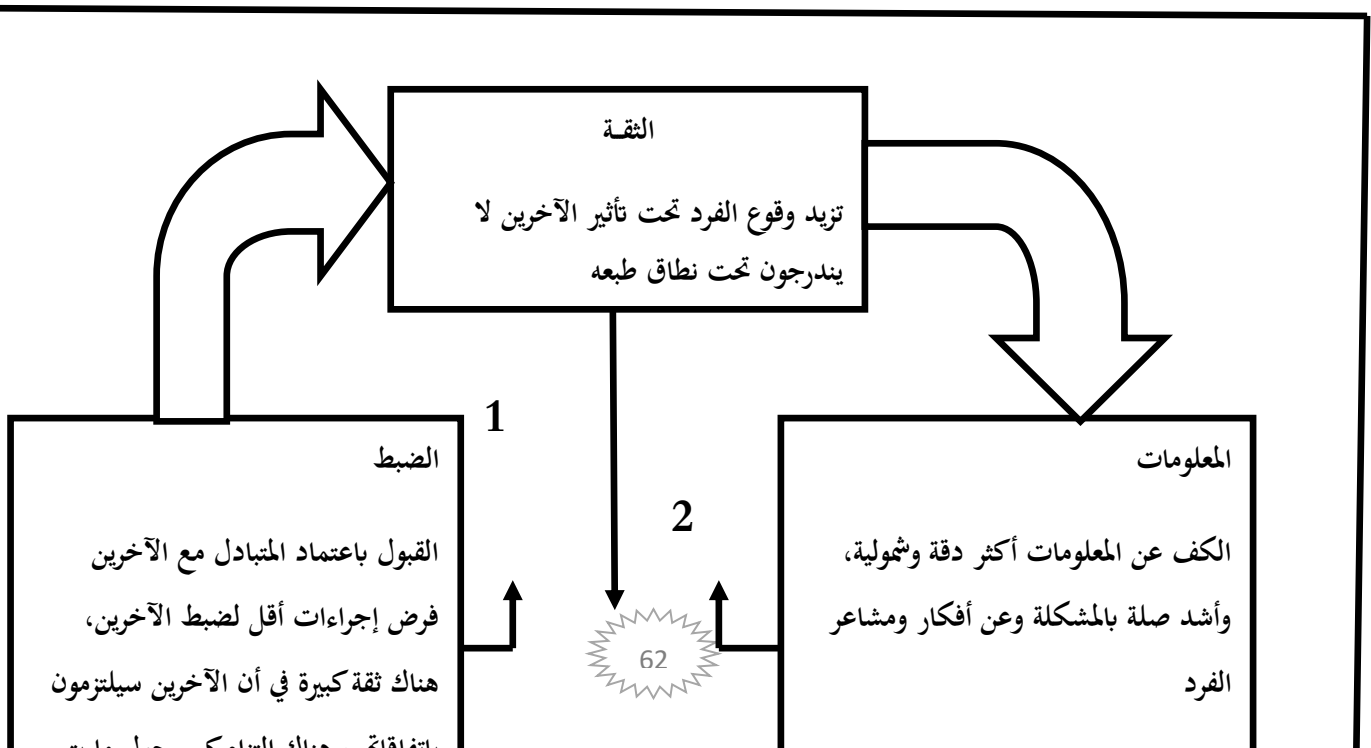 الثقـة
تزيد وقوع الفرد تحت تأثير الآخرين لا
يندرجون تحت نطاق طبعه
1
المعلومات
الكف عن المعلومات أكثر دقة وشمولية،
وأشد صلة بالمشكلة وعن أفكار ومشاعر
الفرد
2
الضبط
القبول باعتماد المتبادل مع الآخرين
فرض إجراءات أقل لضبط الآخرين،
هناك ثقة كبيرة في أن الآخرين سيلتزمون
62